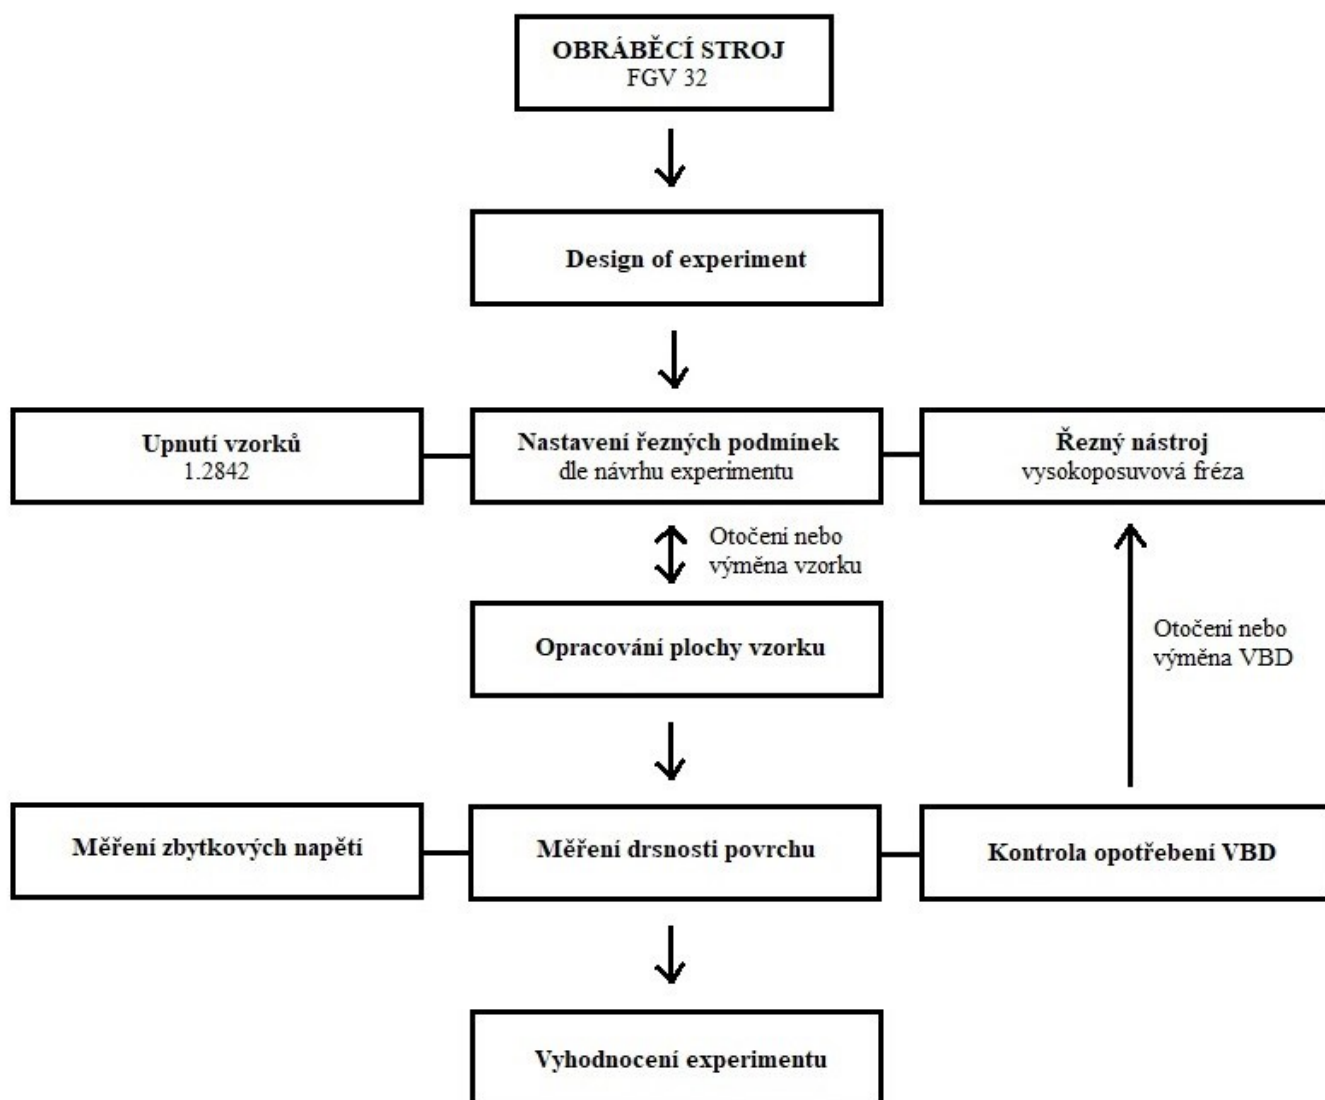 OBRÁBĚCÍ STROJ
FGV 32
Design of experiment
Upnutí vzorků
1.2842
Nastavení řezných podmínek
dle návrhu experimentu
Řezný nástroj
vysokoposuvová fréza
Otočení nebo
výměna vzorku
Opracování plochy vzorku
Otočení nebo
výměna VBD
Měření zbytkových napětí
Měření drsnosti povrchu
Kontrola opotřebení VBD
Vyhodnocení experimentu